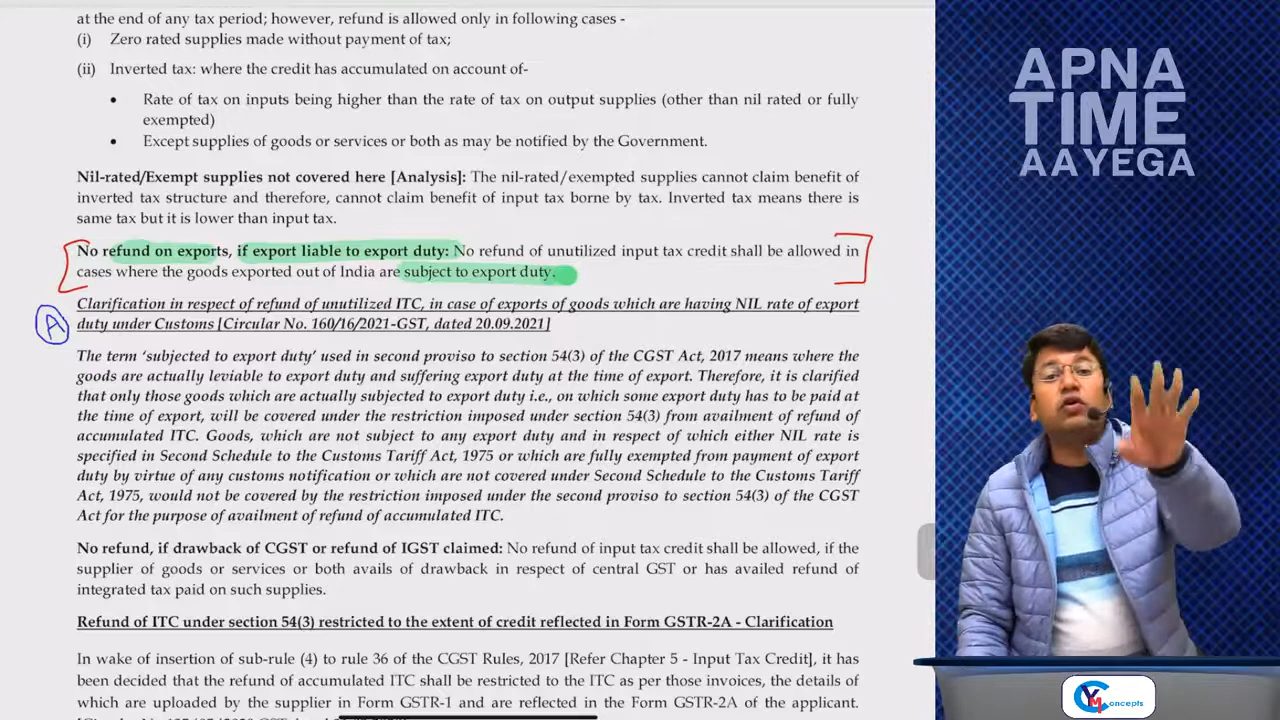 at the end of any tax period; however, refund is allowed only in following cases -
(i) Zero rated supplies made without payment of tax;
(ii) Inverted tax: where the credit has accumulated on account of-
• Rate of tax on inputs being higher than the rate of tax on output supplies (other than nil rated or fully
exempted)
• Except supplies of goods or services or both as may be notified by the Government.
Nil-rated/Exempt supplies not covered here [Analysis]: The nil-rated/exempted supplies cannot claim benefit of
inverted tax structure and therefore, cannot claim benefit of input tax borne by tax. Inverted tax means there is
same tax but it is lower than input tax.
No refund on exports, if export liable to export duty: No refund of unutilized input tax credit shall be allowed in
cases where the goods exported out of India are subject to export duty.
A
Clarification in respect of refund of unutilized ITC, in case of exports of goods which are having NIL rate of export
duty under Customs [Circular No. 160/16/2021-GST, dated 20.09.2021]
The term 'subjected to export duty' used in second proviso to section 54(3) of the CGST Act, 2017 means where the
goods are actually leviable to export duty and suffering export duty at the time of export. Therefore, it is clarified
that only those goods which are actually subjected to export duty i.e., on which some export duty has to be paid at
the time of export, will be covered under the restriction imposed under section 54(3) from availment of refund of
accumulated ITC. Goods, which are not subject to any export duty and in respect of which either NIL rate is
specified in Second Schedule to the Customs Tariff Act, 1975 or which are fully exempted from payment of export
duty by virtue of any customs notification or which are not covered under Second Schedule to the Customs Tariff
Act, 1975, would not be covered by the restriction imposed under the second proviso to section 54(3) of the CGST
Act for the purpose of availment of refund of accumulated ITC.
No refund, if drawback of CGST or refund of IGST claimed: No refund of input tax credit shall be allowed, if the
supplier of goods or services or both avails of drawback in respect of central GST or has availed refund of
integrated tax paid on such supplies.
Refund of ITC under section 54(3) restricted to the extent of credit reflected in Form GSTR-2A - Clarification
In wake of insertion of sub-rule (4) to rule 36 of the CGST Rules, 2017 [Refer Chapter 5 - Input Tax Credit], it has
been decided that the refund of accumulated ITC shall be restricted to the ITC as per those invoices, the details of
which are uploaded by the supplier in Form GSTR-1 and are reflected in the Form GSTR-2A of the applicant.
APNA
TIME
AAYEGA
YM
Concepts